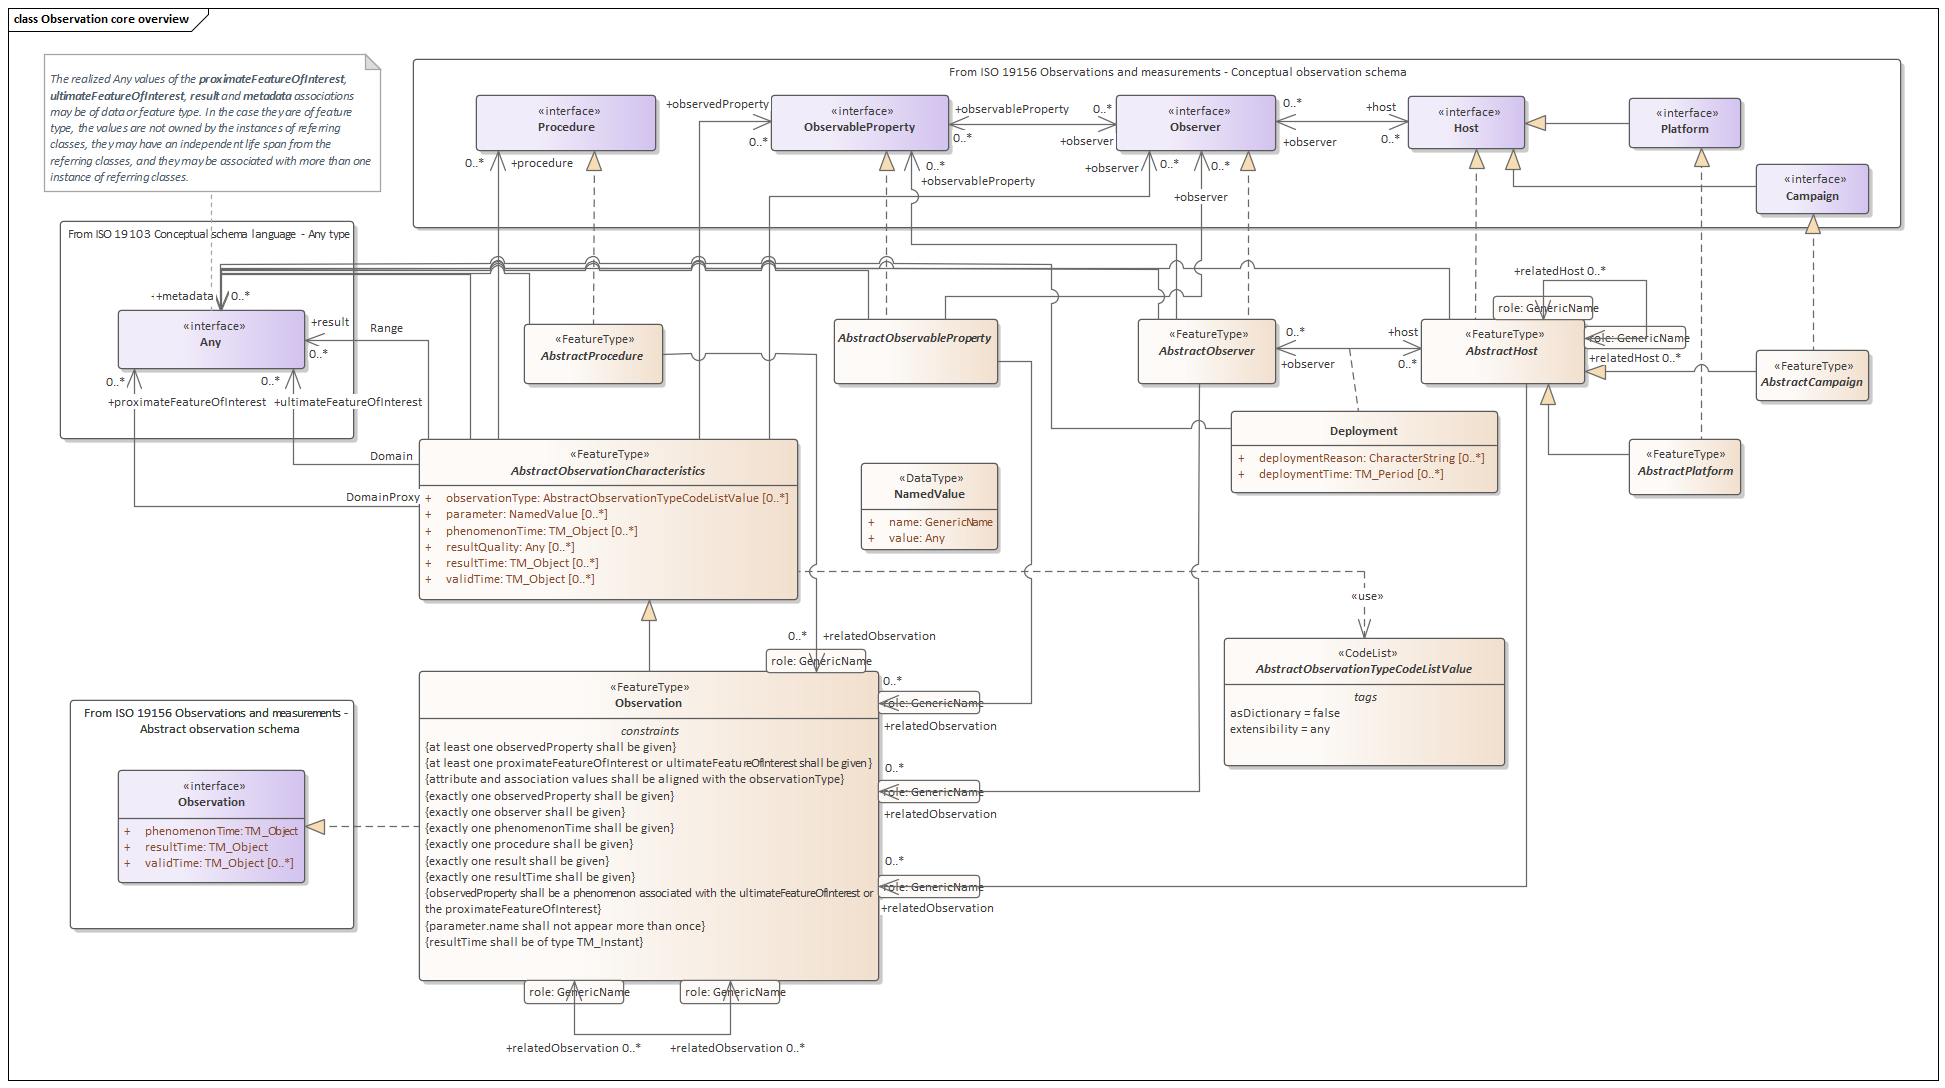 class Observation core overview
The realized Any values of the proximateFeatureOfInterest,
ultimateFeatureOfInterest, result and metadata associations
may be of data or feature type. In the case they are of feature
type, the values are not owned by the instances of referring
classes, they may have an independent life span from the
referring classes, and they may be associated with more than one
instance of referring classes.
From ISO 19156 Observations and measurements - Conceptual observation schema
«interface»
Procedure
+observedProperty
0..*
«interface»
ObservableProperty
+observableProperty
0..*
0..*
+observer
«interface»
Observer
0..*
+observer
+host
0..*
«interface»
Host
«interface»
Platform
«interface»
Campaign
0..*
+procedure
0..*
+observableProperty
+observer
0..*
0..*
+observer
From ISO 19103 Conceptual schema language - Any type
+metadata
0..*
«interface»
Any
+result
0..*
Range
0..*
+proximateFeatureOfInterest
0..*
+ultimateFeatureOfInterest
Domain
DomainProxy
«FeatureType»
AbstractProcedure
AbstractObservableProperty
«FeatureType»
AbstractObserver
0..*
+observer
+host
0..*
+relatedHost 0..*
role: GenericName
«FeatureType»
AbstractHost
role: GenericName
+relatedHost 0..*
«FeatureType»
AbstractCampaign
«FeatureType»
AbstractPlatform
Deployment
+ deploymentReason: CharacterString [0..*]
+ deploymentTime: TM_Period [0..*]
«FeatureType»
AbstractObservationCharacteristics
+ observationType: AbstractObservationTypeCodeListValue [0..*]
+ parameter: NamedValue [0..*]
+ phenomenonTime: TM_Object [0..*]
+ resultQuality: Any [0..*]
+ resultTime: TM_Object [0..*]
+ validTime: TM_Object [0..*]
«DataType»
NamedValue
+ name: GenericName
+ value: Any
«use»
«CodeList»
AbstractObservationTypeCodeListValue
tags
asDictionary = false
extensibility = any
0..*
+relatedObservation
role: GenericName
«FeatureType»
Observation
constraints
{at least one observedProperty shall be given}
{at least one proximateFeatureOfInterest or ultimateFeatureOfInterest shall be given}
{attribute and association values shall be aligned with the observationType}
{exactly one observedProperty shall be given}
{exactly one observer shall be given}
{exactly one phenomenonTime shall be given}
{exactly one procedure shall be given}
{exactly one result shall be given}
{exactly one resultTime shall be given}
{observedProperty shall be a phenomenon associated with the ultimateFeatureOfInterest or
the proximateFeatureOfInterest}
{parameter.name shall not appear more than once}
{resultTime shall be of type TM_Instant}
0..*
role: GenericName
+relatedObservation
0..*
role: GenericName
+relatedObservation
0..*
role: GenericName
+relatedObservation
From ISO 19156 Observations and measurements -
Abstract observation schema
«interface»
Observation
+ phenomenonTime: TM_Object
+ resultTime: TM_Object
+ validTime: TM_Object [0..*]
role: GenericName
role: GenericName
+relatedObservation 0..*
+relatedObservation 0..*